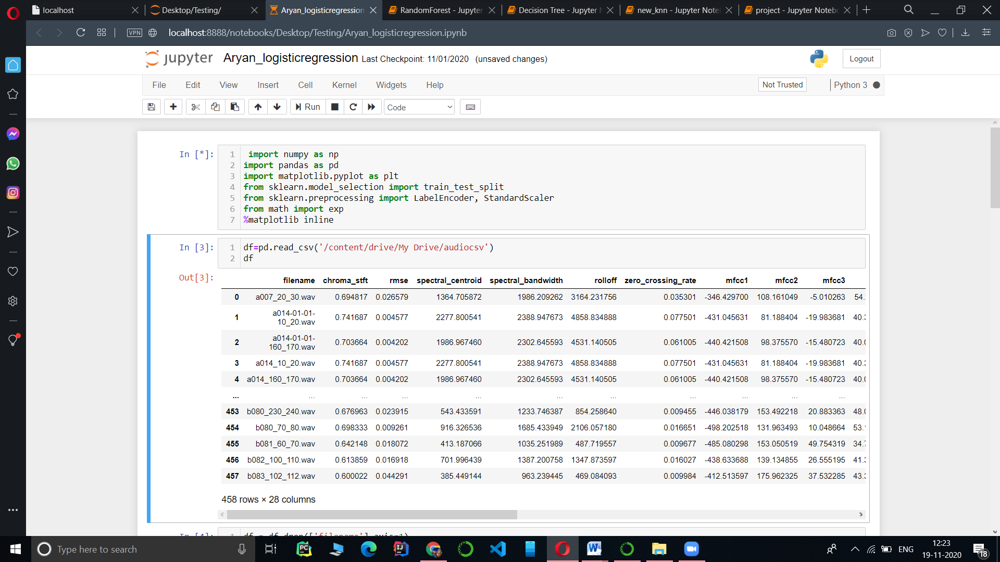 localhost
Desktop/Testing/
Aryan_logisticregression
RandomForest - Jupyter
Decision Tree - Jupyter N
new_knn - Jupyter Note
project - Jupyter Notebo
VPN
localhost:8888/notebooks/Desktop/Testing/Aryan_logisticregression.ipynb
jupyter Aryan_logisticregression Last Checkpoint: 11/01/2020 (unsaved changes)
Logout
File Edit View Insert Cell Kernel Widgets Help
Not Trusted
Python 3
Run
Code
In [*]:
1 import numpy as np
2 import pandas as pd
3 import matplotlib.pyplot as plt
4 from sklearn.model_selection import train_test_split
5 from sklearn.preprocessing import LabelEncoder, StandardScaler
6 from math import exp
7 %matplotlib inline
In [3]:
1 df=pd.read_csv('/content/drive/My Drive/audiocsv')
2 df
Out[3]:
filename chroma_stft rmse spectral_centroid spectral_bandwidth rolloff zero_crossing_rate mfcc1 mfcc2 mfcc3
0 a007_20_30.wav 0.694817 0.026579 1364.705872 1986.209262 3164.231756 0.035301 -346.429700 108.161049 -5.010263 54.
1 a014-01-01-10_20.wav 0.741687 0.004577 2277.800541 2388.947673 4858.834888 0.077501 -431.045631 81.188404 -19.983681 40.3
2 a014-01-01-160_170.wav 0.703664 0.004202 1986.967460 2302.645593 4531.140505 0.061005 -440.421508 98.375570 -15.480723 40.0
3 a014_10_20.wav 0.741687 0.004577 2277.800541 2388.947673 4858.834888 0.077501 -431.045631 81.188404 -19.983681 40.3
4 a014_160_170.wav 0.703664 0.004202 1986.967460 2302.645593 4531.140505 0.061005 -440.421508 98.375570 -15.480723 40.0
... ... ... ... ... ... ... ... ... ... ...
453 b080_230_240.wav 0.676963 0.023915 543.433591 1233.746387 854.258640 0.009455 -446.038179 153.492218 20.883363 48.0
454 b080_70_80.wav 0.698333 0.009261 916.326536 1685.433949 2106.057180 0.016651 -498.202518 131.963493 10.048664 53.
455 b081_60_70.wav 0.642148 0.018072 413.187066 1035.251989 487.719557 0.009677 -485.080298 153.050519 49.754319 34.7
456 b082_100_110.wav 0.613859 0.016918 701.996439 1387.200758 1347.873597 0.016027 -438.633688 139.134855 26.555195 41.3
457 b083_102_112.wav 0.600022 0.044291 385.449144 963.239445 469.084093 0.009984 -412.513597 175.962325 37.532285 43.3
458 rows × 28 columns
In [4]:
1 df = df.drop(['filename'],axis=1)
Type here to search
ENG
12:23
19-11-2020
18